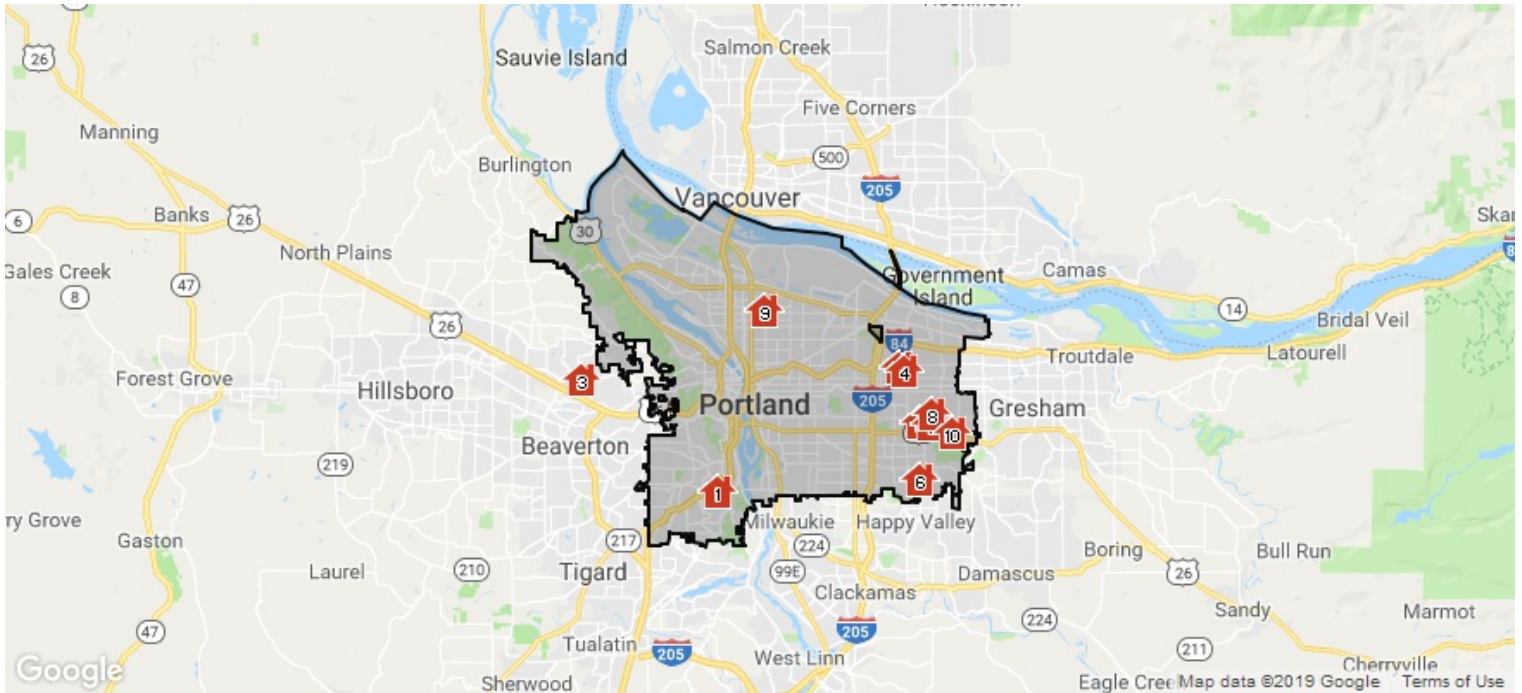 Sauvie Island
Salmon Creek
26
Five Corners
Manning
Burlington
500
205
Vancouver
Banks
26
6
30
North Plains
Camas
Government
Island
Gales Creek
47
8
14
Bridal Veil
9
26
84
Troutdale
Latourell
Forest Grove
Hillsboro
3
4
205
Portland
Gresham
8
10
Beaverton
219
6
1
Milwaukie
Happy Valley
217
224
Gaston
Boring
Bull Run
Laurel
210
Tigard
99E
Damascus
26
Clackamas
Sandy
Marmot
224
47
205
Tualatin
205
West Linn
211
Cherryville
Google
Sherwood
Map data ©2019 Google
Terms of Use